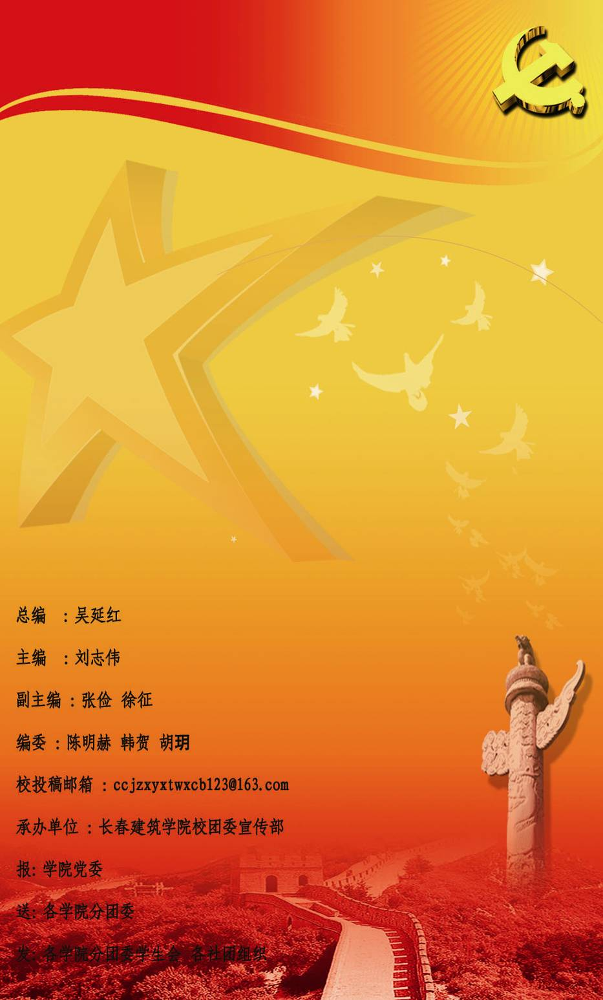 总编 ：吴延红
主编 ：刘志伟
副主编 ：张俭 徐征
编委 ：陈明赫 韩贺 胡玥
校投稿邮箱 ：ccjzxyxtwxcb123@163.com
承办单位 ：长春建筑学院校团委宣传部
报: 学院党委
送: 各学院分团委
发: 各学院分团委学生会 各社团组织